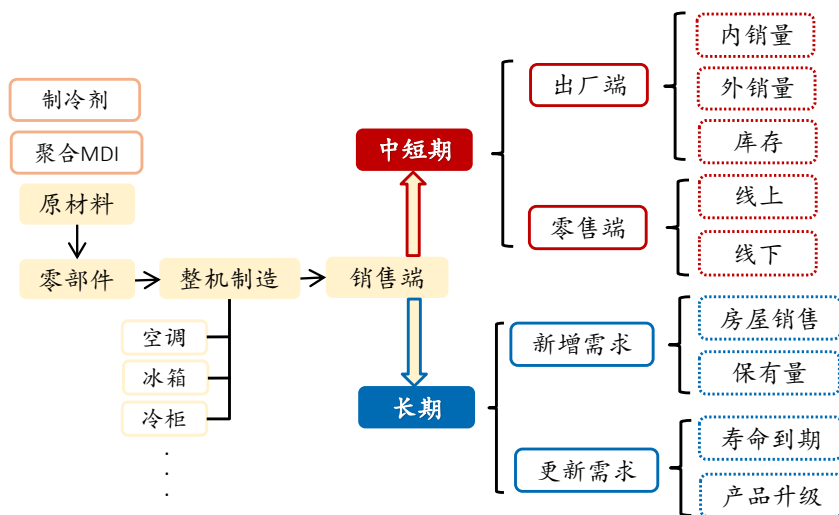 制冷剂
聚合MDI
原材料
零部件
整机制造
空调
冰箱
冷柜
销售端
中短期
出厂端
内销量
外销量
库存
零售端
线上
线下
长期
新增需求
房屋销售
保有量
更新需求
寿命到期
产品升级